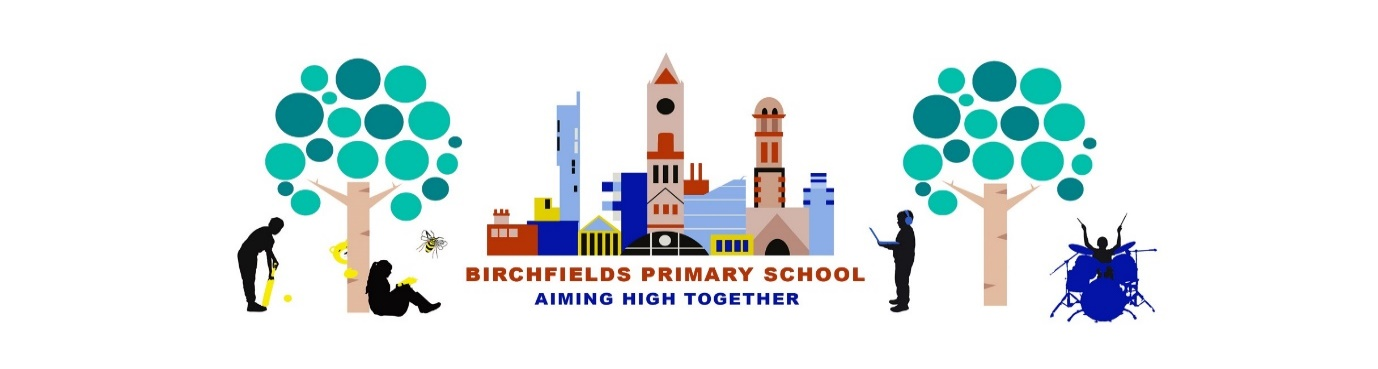 BIRCHFIELDS PRIMARY SCHOOL
AIMING HIGH TOGETHER